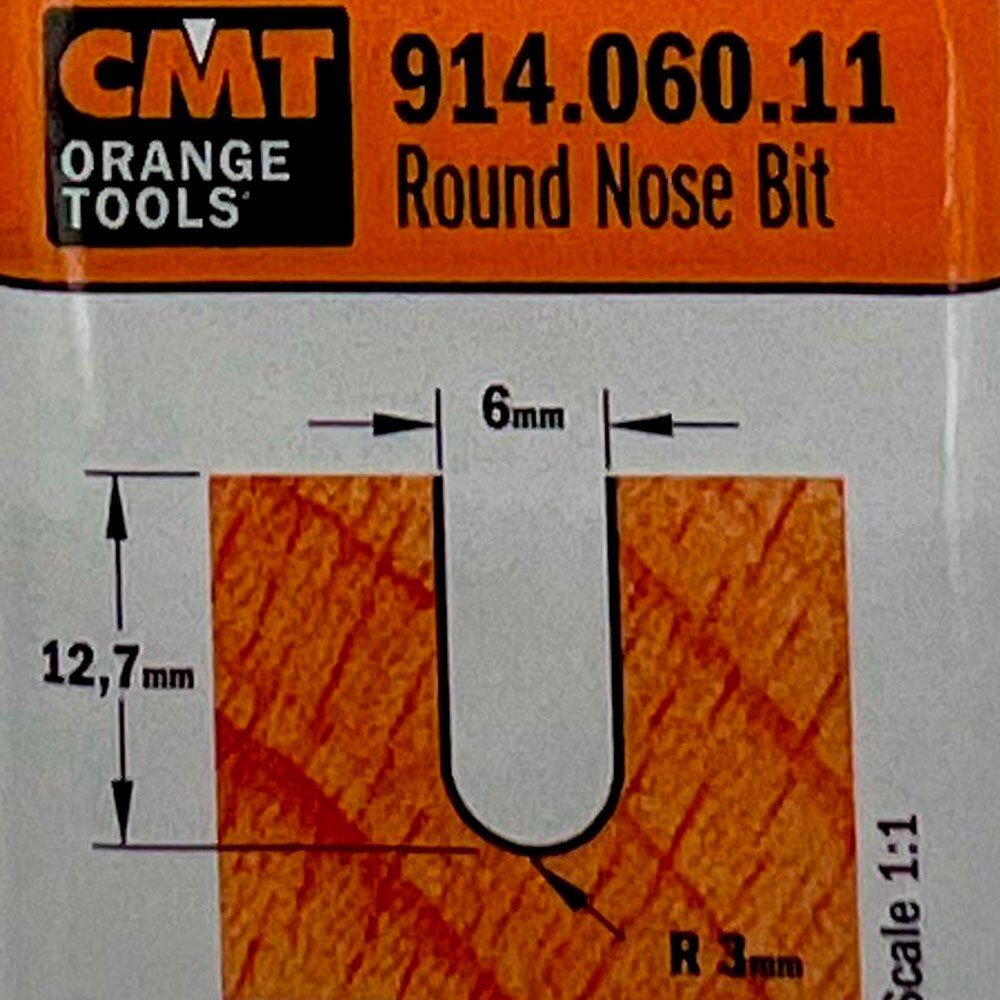 CMT
ORANGE
TOOLS
914.060.11
Round Nose Bit
6mm
12,7mm
R 3mm
Scale 1:1